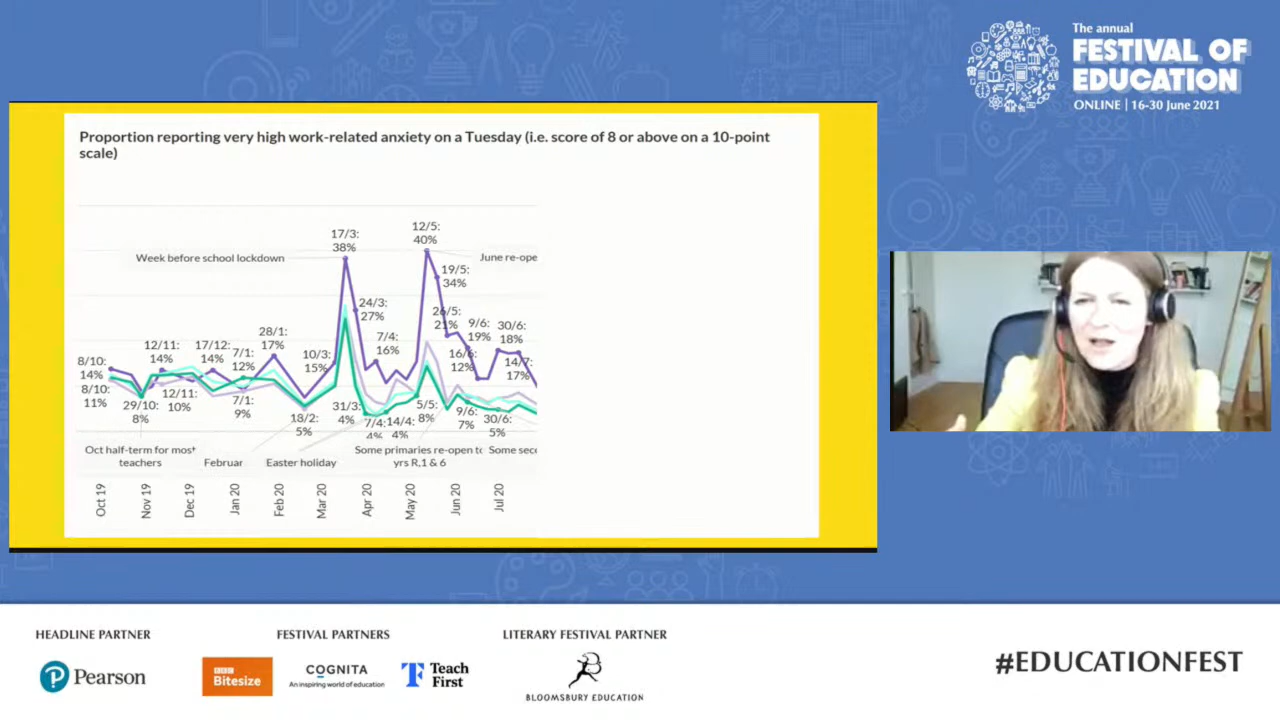 The annual
FESTIVAL OF
EDUCATION
ONLINE | 16-30 June 2021
Proportion reporting very high work-related anxiety on a Tuesday (i.e. score of 8 or above on a 10-point
scale)
12/5:
40%
17/3:
38%
Week before school lockdown
June re-ope
19/5:
34%
24/3:
27%
26/5:
21%
9/6:
19%
30/6:
18%
28/1:
17%
12/11:
14%
17/12:
14%
7/1:
12%
10/3:
15%
7/4:
16%
16/6:
12%
14/7:
17%
8/10:
14%
8/10:
11%
29/10:
8%
12/11:
10%
7/1:
9%
18/2:
5%
31/3:
4%
7/4:
4%
14/4:
4%
5/5:
8%
9/6:
7%
30/6:
5%
Oct half-term for most
teachers
Februar
Easter holiday
Some primaries re-open to
yrs R,1 & 6
Some seco
Oct 19
Nov 19
Dec 19
Jan 20
Feb 20
Mar 20
Apr 20
May 20
Jun 20
Jul 20
HEADLINE PARTNER
FESTIVAL PARTNERS
LITERARY FESTIVAL PARTNER
Pearson
BBC
Bitesize
COGNITA
An inspiring world of education
Teach
First
BLOOMSBURY EDUCATION
#EDUCATIONFEST